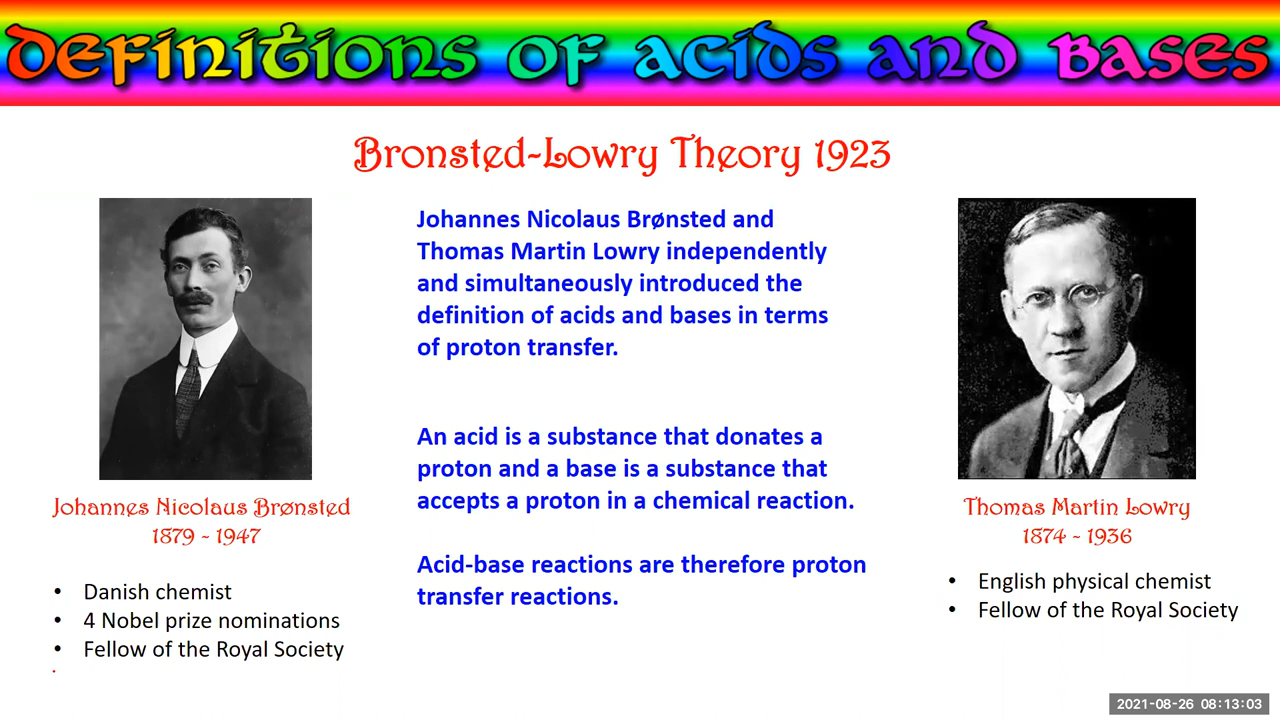 Definitions of acids and bases
Bronsted-Lowry Theory 1923
Johannes Nicolaus Brønsted and
Thomas Martin Lowry independently
and simultaneously introduced the
definition of acids and bases in terms
of proton transfer.
An acid is a substance that donates a
proton and a base is a substance that
accepts a proton in a chemical reaction.
Acid-base reactions are therefore proton
transfer reactions.
Johannes Nicolaus Brønsted
1879 - 1947
• Danish chemist
• 4 Nobel prize nominations
• Fellow of the Royal Society
Thomas Martin Lowry
1874 - 1936
• English physical chemist
• Fellow of the Royal Society
2021-08-26 08:13:03